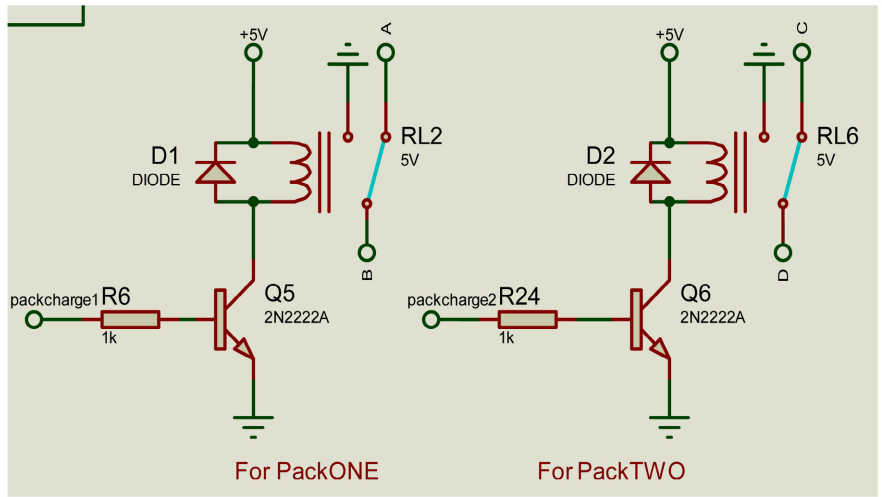 +5V
A
D1
DIODE
RL2
5V
B
packcharge1
R6
1k
Q5
2N2222A
For PackONE
+5V
C
D2
DIODE
RL6
5V
D
packcharge2
R24
1k
Q6
2N2222A
For PackTWO